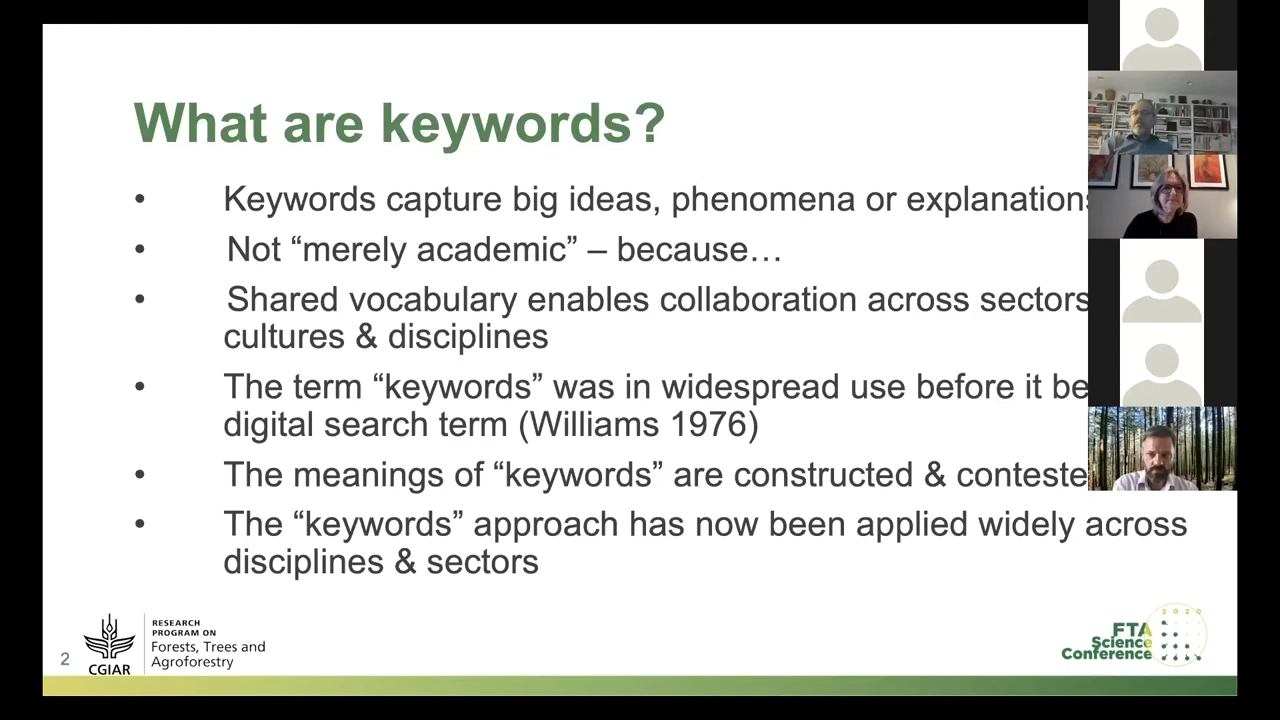 What are keywords?
• Keywords capture big ideas, phenomena or explanations
• Not “merely academic” – because…
• Shared vocabulary enables collaboration across sectors
cultures & disciplines
• The term “keywords” was in widespread use before it be
digital search term (Williams 1976)
• The meanings of “keywords” are constructed & conteste
• The “keywords” approach has now been applied widely across
disciplines & sectors
2
CGIAR
RESEARCH
PROGRAM ON
Forests, Trees and
Agroforestry
2020
FTA
Science
Conference